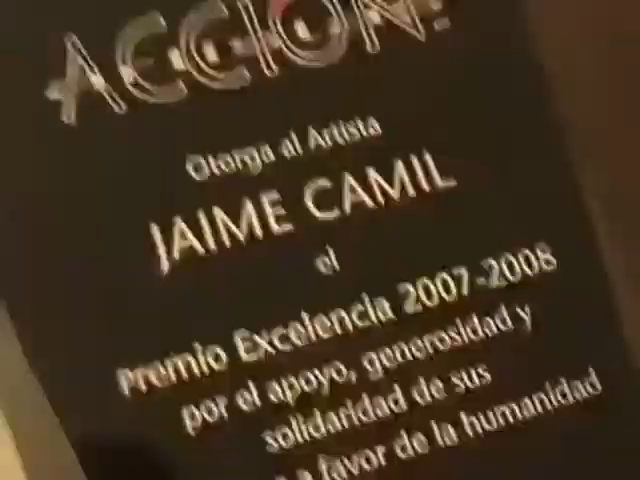 ACCIÓN:
Otorga al Artista
JAIME CAMIL
el
Premio Excelencia 2007-2008
por el apoyo, generosidad y
solidaridad de sus
a favor de la humanidad